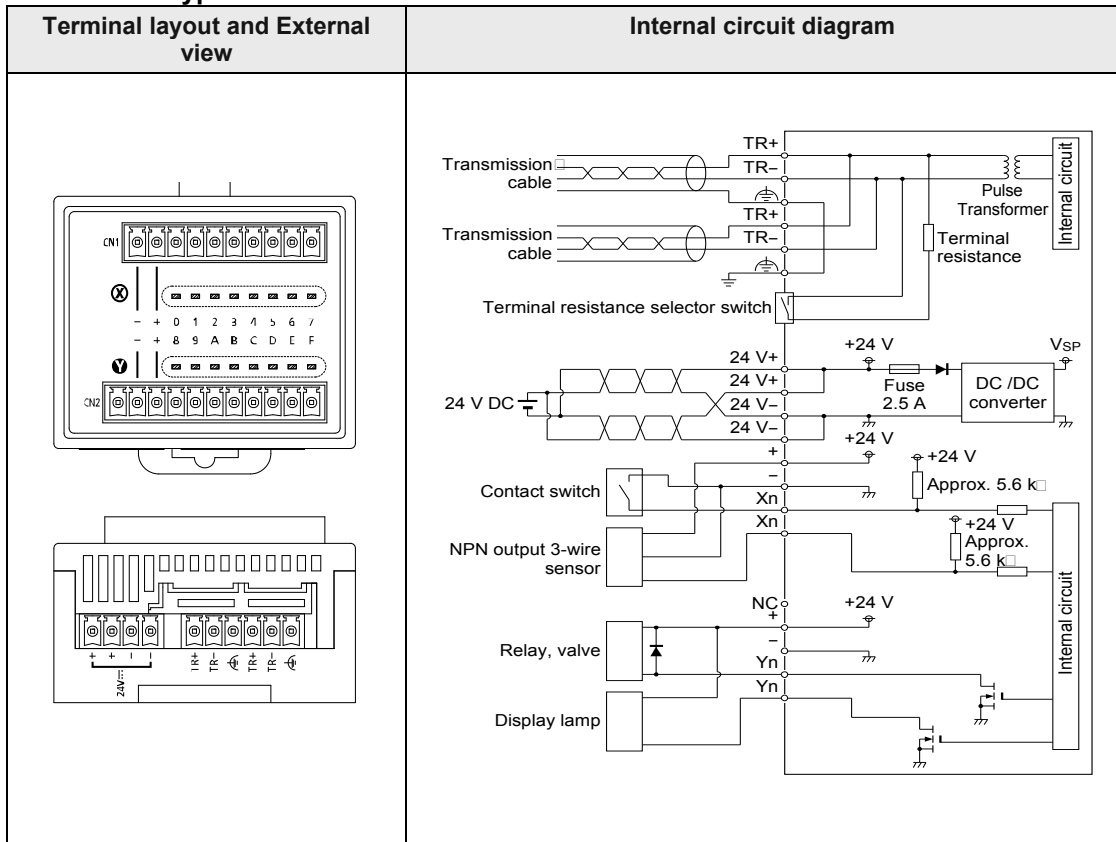 Terminal layout and External
view
Internal circuit diagram
CN1
X
− + 0 1 2 3 4 5 6 7
− + 8 9 A B C D E F
Y
CN2
+ + − −
24V
TR+ TR− TR+ TR−
TR+
Transmission
cable
TR−
TR+
Transmission
cable
TR−
Pulse
Transformer
Internal circuit
Terminal
resistance
Terminal resistance selector switch
24 V DC
24 V+
24 V+
24 V−
24 V−
+24 V
Fuse
2.5 A
VSP
DC /DC
converter
+
+24 V
−
Contact switch
Xn
+24 V
Approx. 5.6 k□
NPN output 3-wire
sensor
Xn
+24 V
Approx.
5.6 k□
Internal circuit
NC
+
+24 V
−
Relay, valve
Yn
Yn
Display lamp